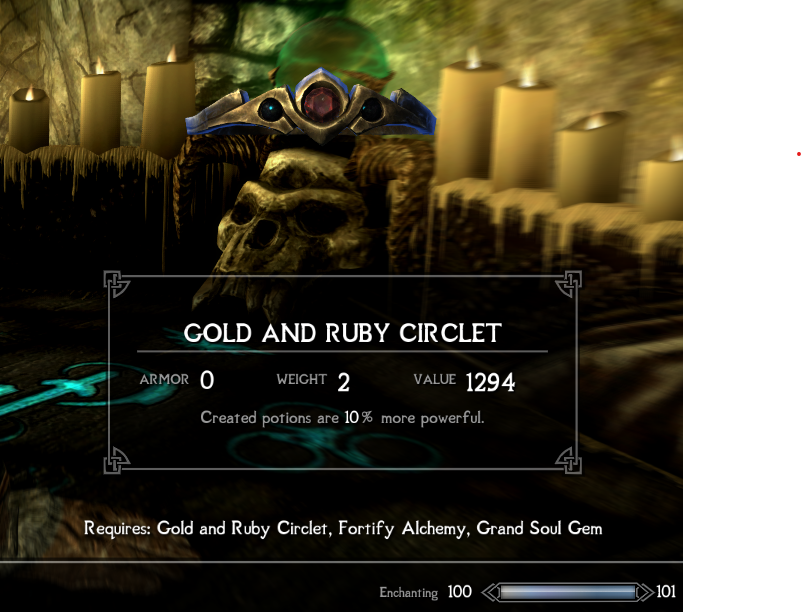 GOLD AND RUBY CIRCLET
ARMOR 0 WEIGHT 2 VALUE 1294
Created potions are 10% more powerful.
Requires: Gold and Ruby Circlet, Fortify Alchemy, Grand Soul Gem
Enchanting 100 101